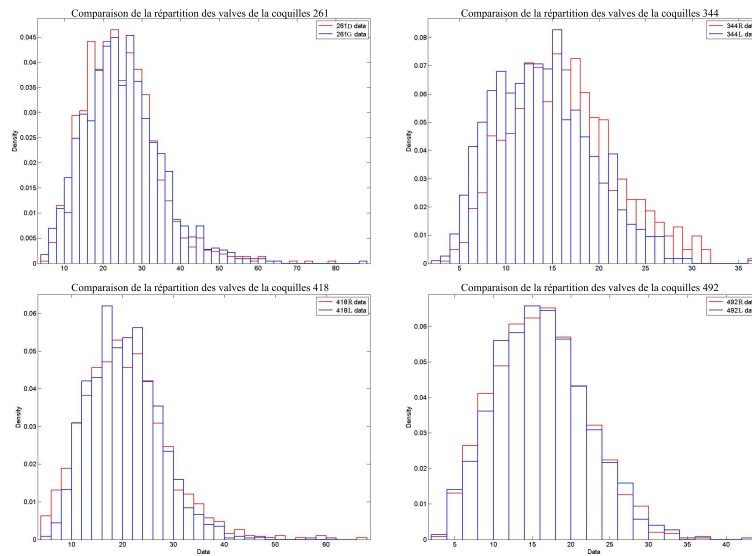 Comparaison de la répartition des valves de la coquilles 261
261D data
261G data
Density
0.045
0.04
0.035
0.03
0.025
0.02
0.015
0.01
0.005
0
10 20 30 40 50 60 70 80
Comparaison de la répartition des valves de la coquilles 344
344R dat
344L dat
Density
0.09
0.08
0.07
0.06
0.05
0.04
0.03
0.02
0.01
0
5 10 15 20 25 30 35
Comparaison de la répartition des valves de la coquilles 418
418R data
418L data
Density
0.06
0.05
0.04
0.03
0.02
0.01
0
10 20 30 40 50 60
Data
Comparaison de la répartition des valves de la coquilles 492
492R dat
492L dat
Density
0.06
0.05
0.04
0.03
0.02
0.01
0
5 10 15 20 25 30 35 40
Data